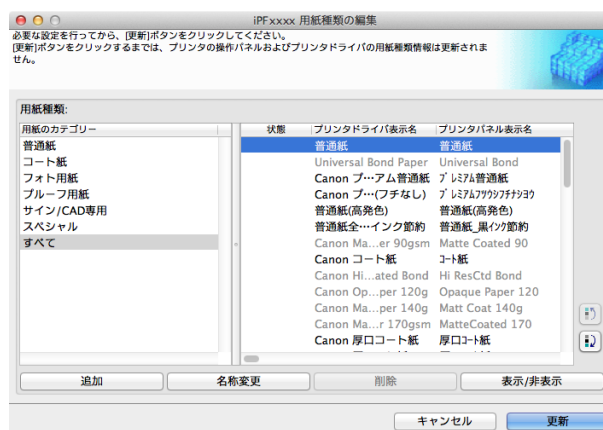 iPFxxxx 用紙種類の編集
必要な設定を行ってから、[更新]ボタンをクリックしてください。
[更新]ボタンをクリックするまでは、プリンタの操作パネルおよびプリンタドライバの用紙種類情報は更新されま
せん。
用紙種類:
用紙のカテゴリー
普通紙
コート紙
フォト用紙
プルーフ用紙
サイン/CAD専用
スペシャル
すべて
状態 プリンタドライバ表示名 プリンタパネル表示名
普通紙 普通紙
Universal Bond Paper Universal Bond
Canon プ…アム普通紙 プレミアム普通紙
Canon プ…(フチなし) プレミアムフツウシフチナシヨウ
普通紙(高発色) 普通紙(高発色)
普通紙全…インク節約 普通紙_黒インク節約
Canon Ma…er 90gsm Matte Coated 90
Canon コート紙 コート紙
Canon Hi…ated Bond Hi ResCtd Bond
Canon Op…per 120g Opaque Paper 120
Canon Ma…per 140g Matt Coat 140g
Canon Ma…r 170gsm MatteCoated 170
Canon 厚口コート紙 厚口コート紙
追加 名称変更 削除 表示/非表示
キャンセル 更新